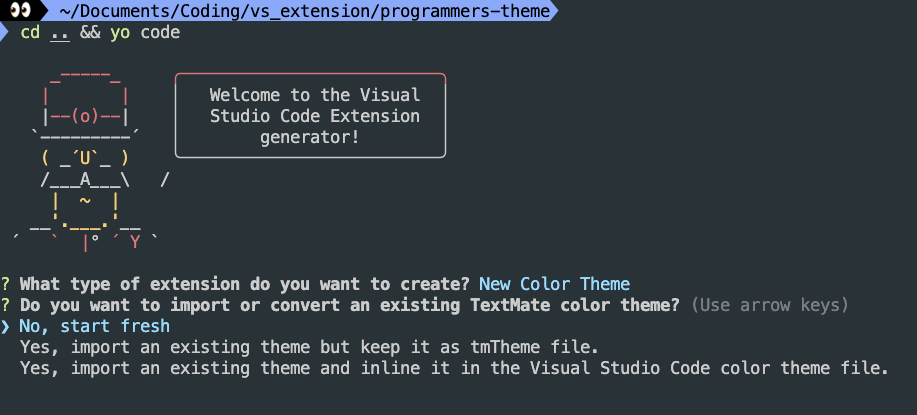 ~/Documents/Coding/vs_extension/programmers-theme
cd .. && yo code
_-----_
|       |
|--(o)--|
`---------´
( _´U`_ )
/___A___\   /
|  ~  |
__'.___.'__
´   `  |° ´ Y `
Welcome to the Visual
Studio Code Extension
generator!
? What type of extension do you want to create? New Color Theme
? Do you want to import or convert an existing TextMate color theme? (Use arrow keys)
❯ No, start fresh
Yes, import an existing theme but keep it as tmTheme file.
Yes, import an existing theme and inline it in the Visual Studio Code color theme file.